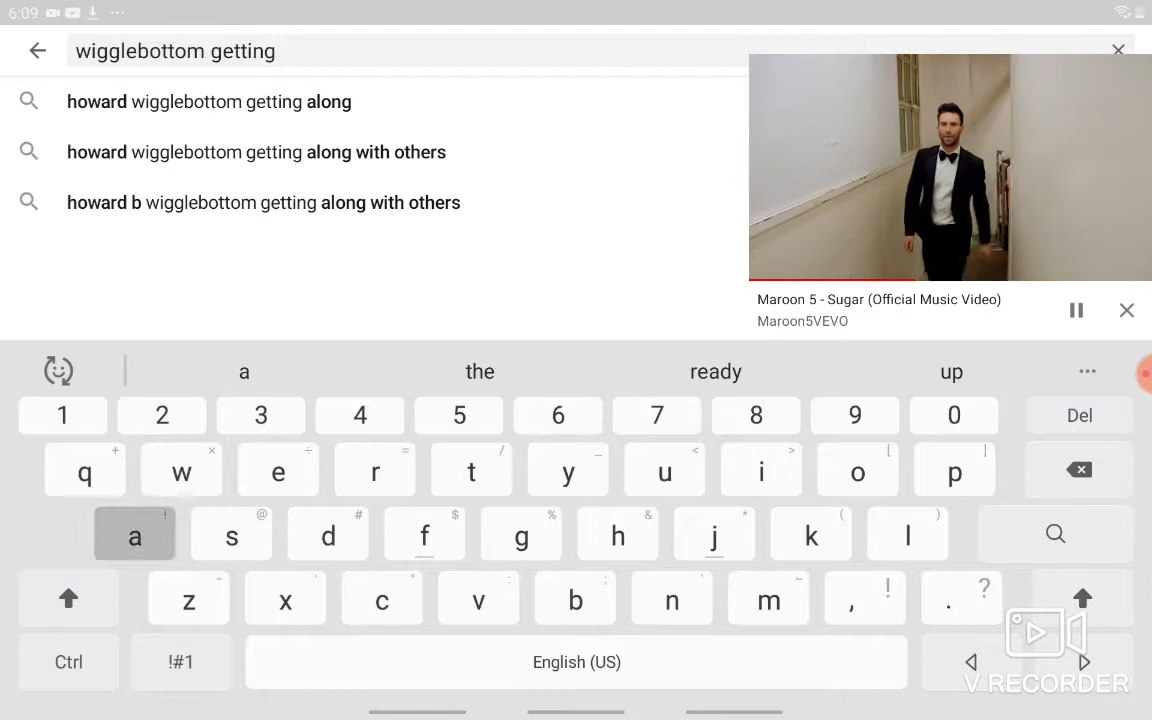 6:09
wigglebottom getting
howard wigglebottom getting along
howard wigglebottom getting along with others
howard b wigglebottom getting along with others
Maroon 5 - Sugar (Official Music Video)
Maroon5VEVO
a the ready up ...
1 2 3 4 5 6 7 8 9 0 Del
+ × ÷ = / _ < > [ ]
q w e r t y u i o p
! @ # $ % & * ( )
a s d f g h j k l
- ' " : ; ` ~ ! ?
z x c v b n m , .
Ctrl !#1 English (US)
V RECORDER